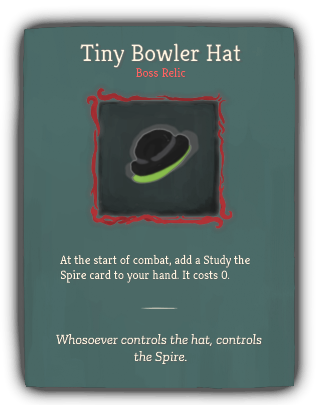 Tiny Bowler Hat
Boss Relic
At the start of combat, add a Study the
Spire card to your hand. It costs 0.
Whosoever controls the hat, controls
the Spire.